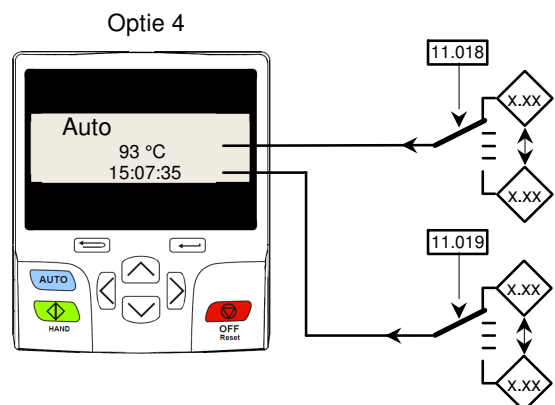 Optie 4
11.018
x.xx
Auto
93 °C
15:07:35
x.xx
11.019
AUTO
x.xx
HAND
OFF
Reset
x.xx